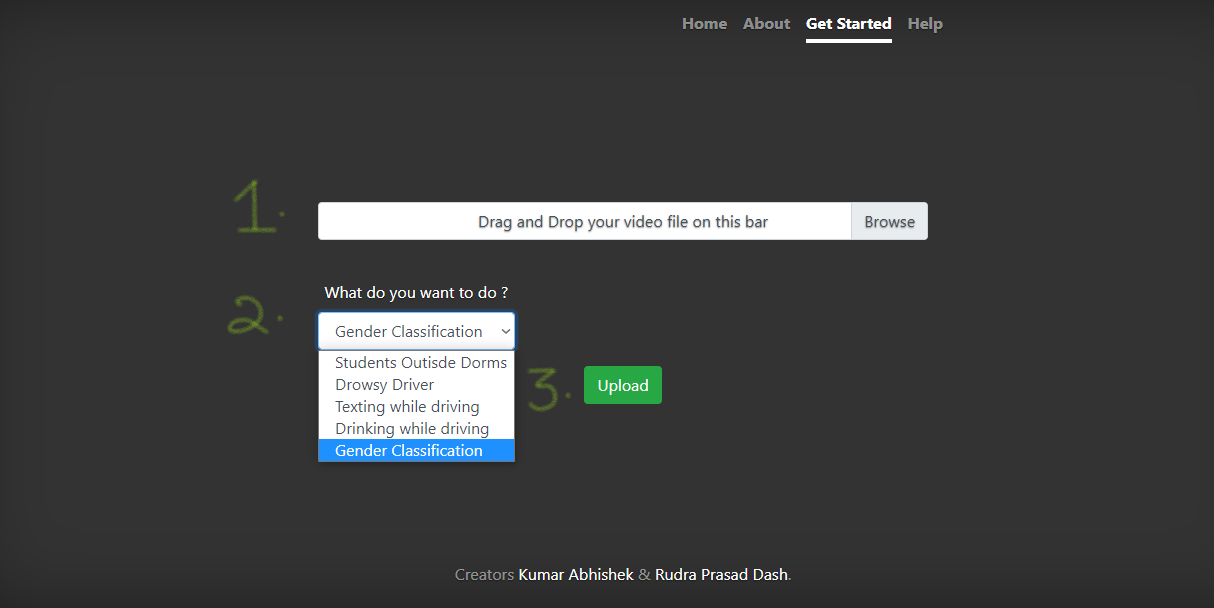 Home About Get Started Help
1.
Drag and Drop your video file on this bar Browse
What do you want to do ?
2.
Gender Classification
Students Outisde Dorms
Drowsy Driver
Texting while driving
Drinking while driving
Gender Classification
3.
Upload
Creators Kumar Abhishek & Rudra Prasad Dash.